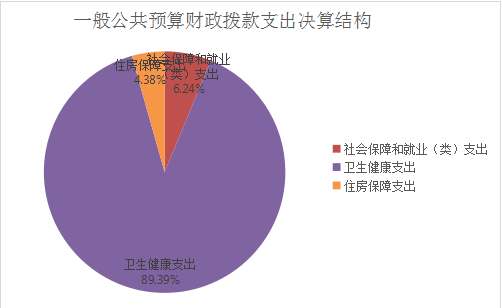 一般公共预算财政拨款支出决算结构
社会保障和就业
（类）支出
6.24%
住房保障支出
4.38%
卫生健康支出
89.39%
社会保障和就业（类）支出
卫生健康支出
住房保障支出